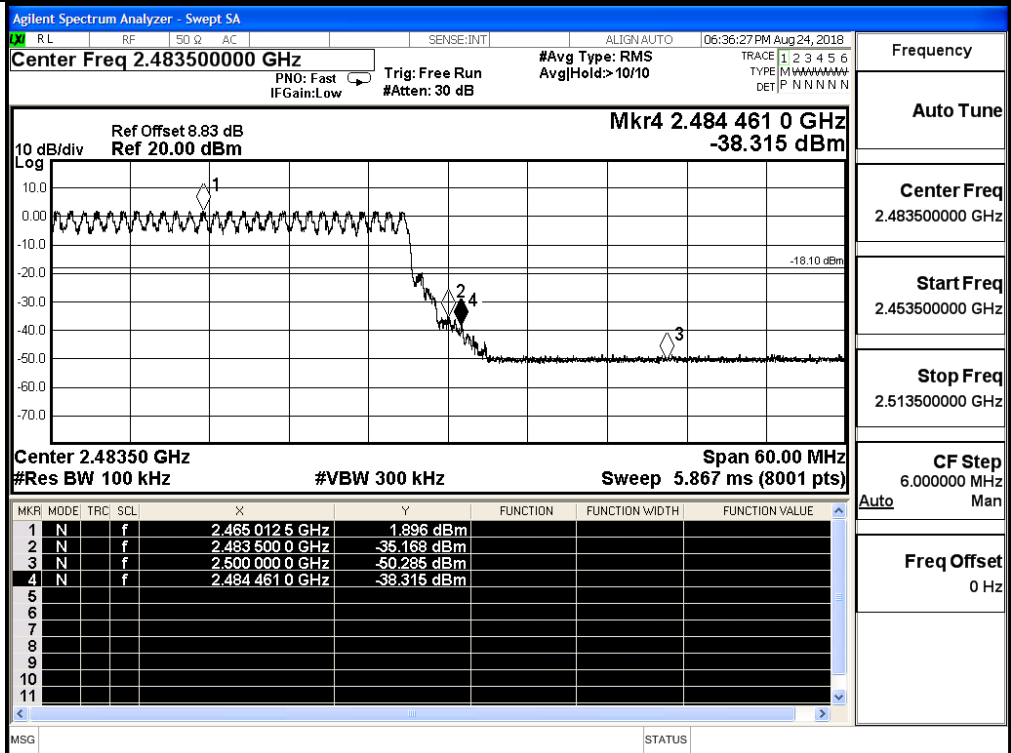 Agilent Spectrum Analyzer - Swept SA
LXI RL RF 50 Ω AC SENSE:INT ALIGN AUTO 06:36:27 PM Aug 24, 2018
Center Freq 2.483500000 GHz
PNO: Fast
IFGain:Low
Trig: Free Run
#Atten: 30 dB
#Avg Type: RMS
Avg|Hold:>10/10
TRACE 1 2 3 4 5 6
TYPE M
DET P N N N N N
Frequency
Auto Tune
Center Freq
2.483500000 GHz
Start Freq
2.453500000 GHz
Stop Freq
2.513500000 GHz
CF Step
6.000000 MHz
Auto Man
Freq Offset
0 Hz
Mkr4 2.484 461 0 GHz
-38.315 dBm
Ref Offset 8.83 dB
10 dB/div Ref 20.00 dBm
Log
10.0
0.00
-10.0
-20.0
-30.0
-40.0
-50.0
-60.0
-70.0
1
-18.10 dBm
2
4
3
Center 2.48350 GHz Span 60.00 MHz
#Res BW 100 kHz #VBW 300 kHz Sweep 5.867 ms (8001 pts)
MKR MODE TRC SCL X Y FUNCTION FUNCTION WIDTH FUNCTION VALUE
1 N f 2.465 012 5 GHz 1.896 dBm
2 N f 2.483 500 0 GHz -35.168 dBm
3 N f 2.500 000 0 GHz -50.285 dBm
4 N f 2.484 461 0 GHz -38.315 dBm
5
6
7
8
9
10
11
MSG STATUS